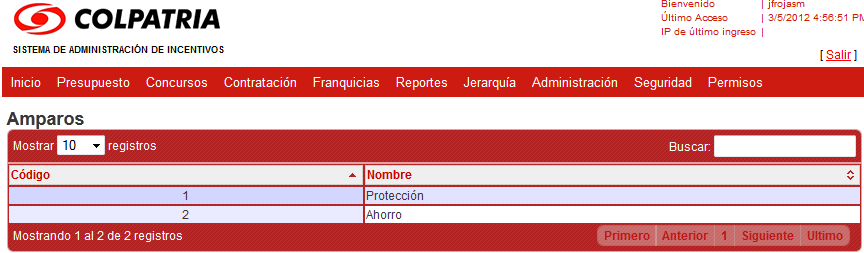 COLPATRIA
SISTEMA DE ADMINISTRACIÓN DE INCENTIVOS
Bienvenido | jfrojasm
Último Acceso | 3/5/2012 4:56:51 PM
IP de último ingreso |
[ Salir ]
Inicio Presupuesto Concursos Contratación Franquicias Reportes Jerarquía Administración Seguridad Permisos
Amparos
Mostrar 10 registros Buscar:
Código Nombre
1 Protección
2 Ahorro
Mostrando 1 al 2 de 2 registros Primero Anterior 1 Siguiente Ultimo